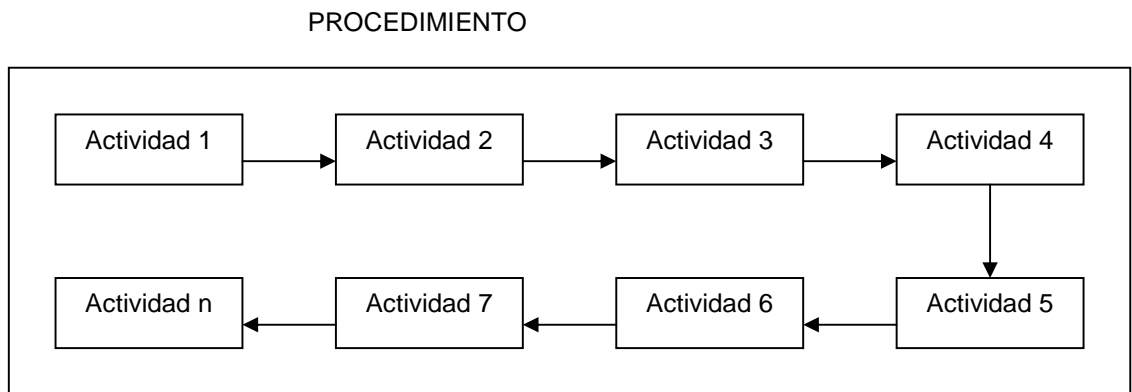 PROCEDIMIENTO
Actividad 1
Actividad 2
Actividad 3
Actividad 4
Actividad n
Actividad 7
Actividad 6
Actividad 5